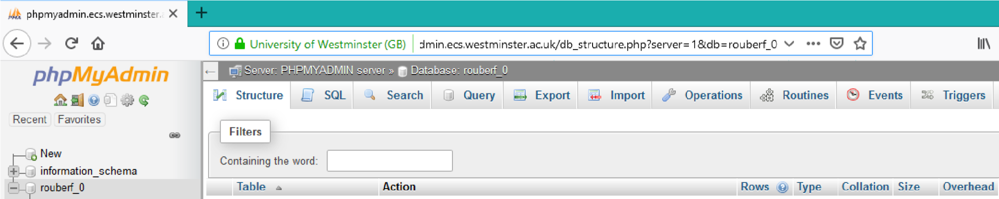 phpmyadmin.ecs.westminster.
University of Westminster (GB) dmin.ecs.westminster.ac.uk/db_structure.php?server=1&db=rouberf_0
phpMyAdmin
Server: PHPMYADMIN server » Database: rouberf_0
Structure SQL Search Query Export Import Operations Routines Events Triggers
Recent Favorites
Filters
New
Containing the word:
information_schema
rouberf_0
Table Action Rows Type Collation Size Overhead